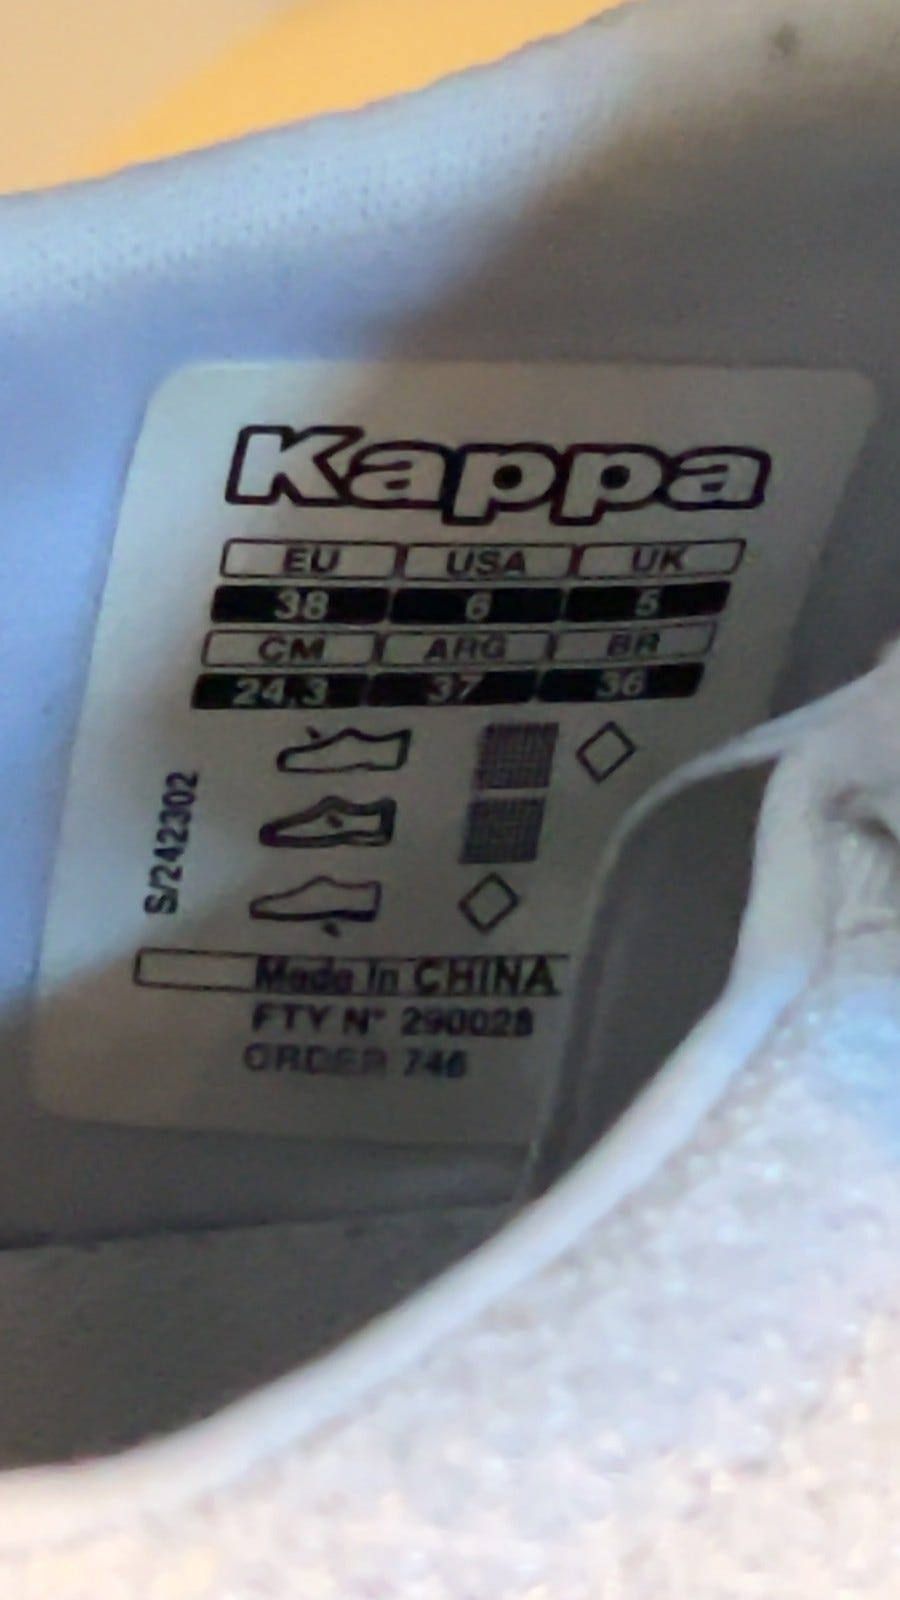 Kappa
EU USA UK
38 6 5
CM ARG BR
24.3 37 36
S/242302
Made In CHINA
FTY N° 290028
ORDER 746